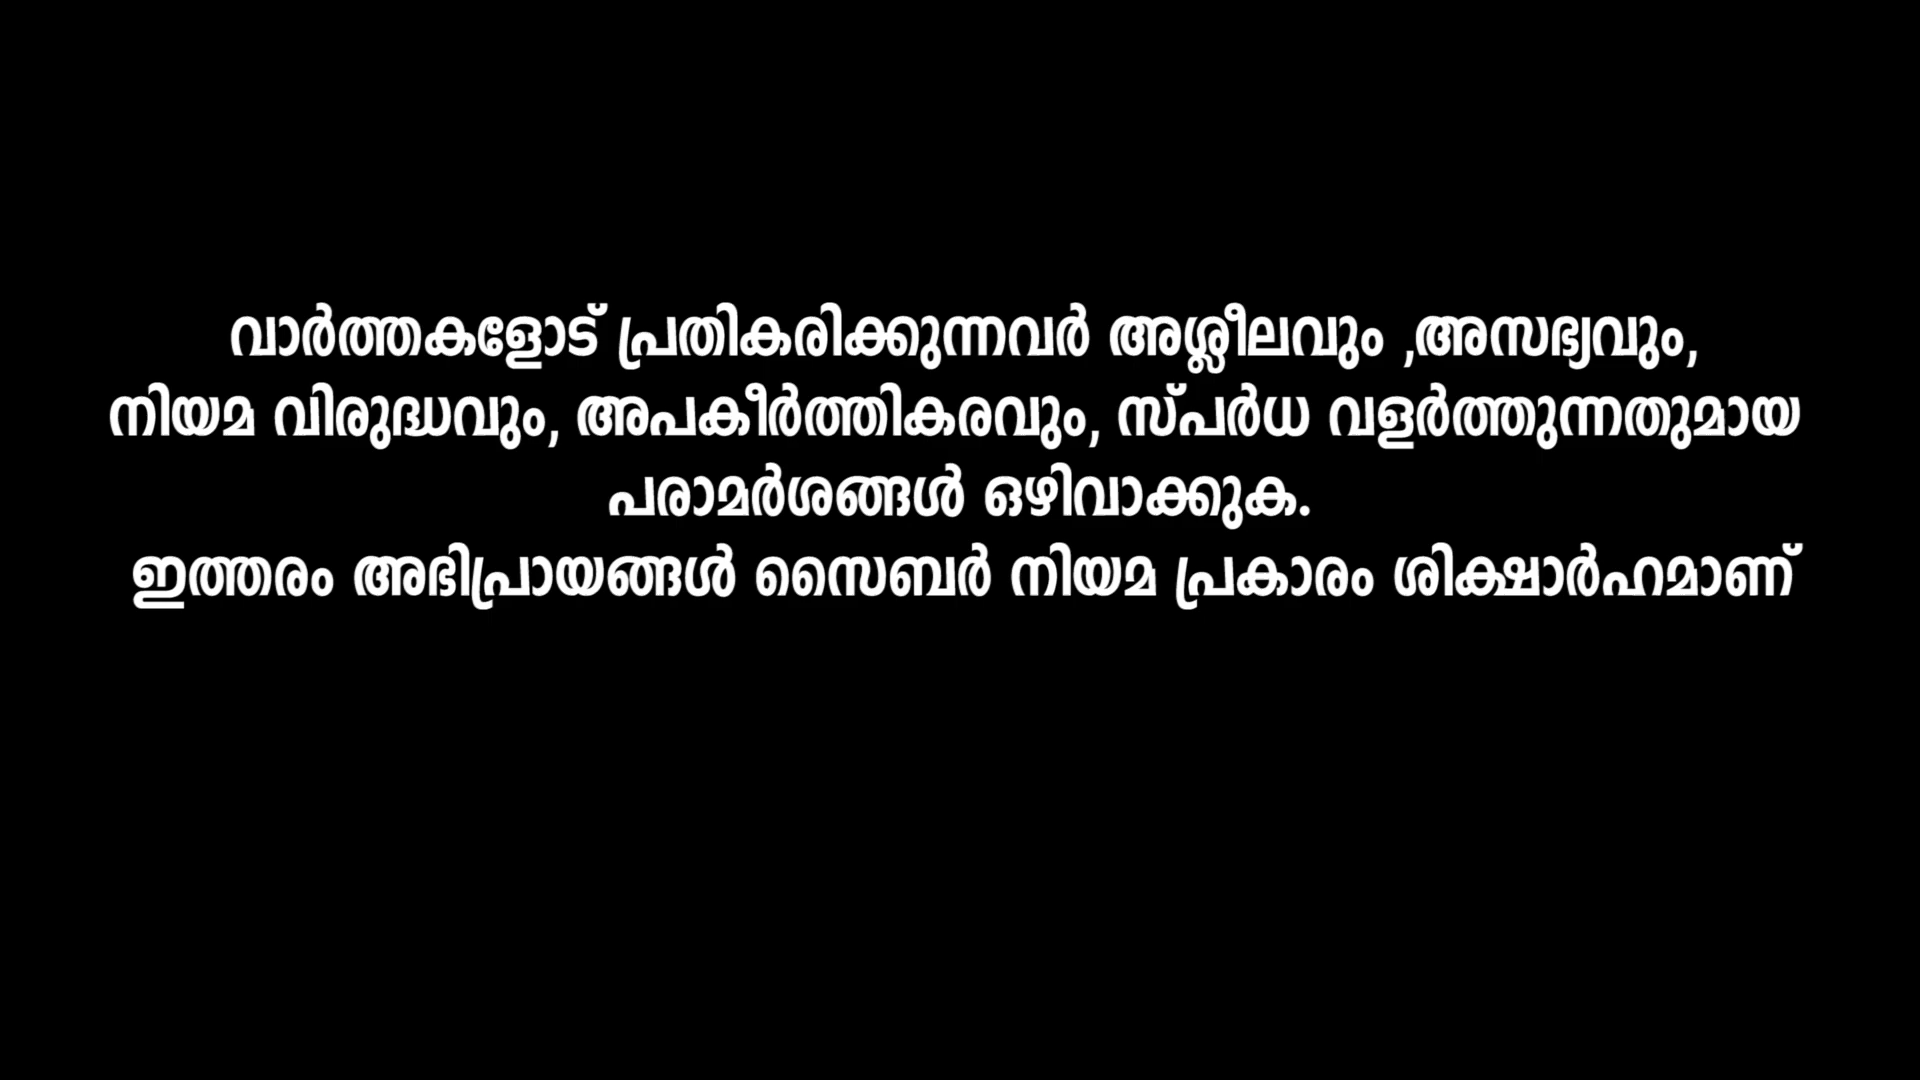 വാർത്തകളോട് പ്രതികരിക്കുന്നവർ അശ്ലീലവും ,അസഭ്യവും,
നിയമ വിരുദ്ധവും, അപകീർത്തികരവും, സ്പർധ വളർത്തുന്നതുമായ
പരാമർശങ്ങൾ ഒഴിവാക്കുക.
ഇത്തരം അഭിപ്രായങ്ങൾ സൈബർ നിയമ പ്രകാരം ശിക്ഷാർഹമാണ്